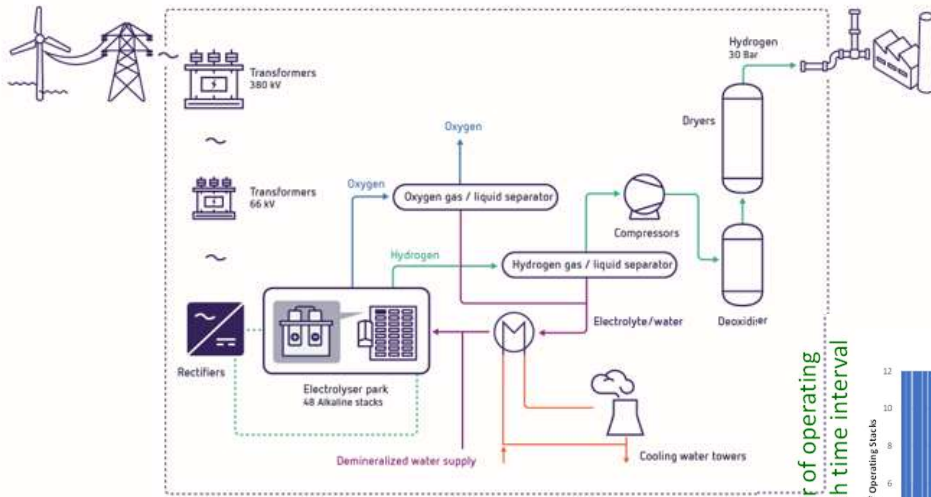 Transformers
380 kV
Transformers
66 kV
Rectifiers
Oxygen
Oxygen
Oxygen gas / liquid separator
Hydrogen
Hydrogen gas / liquid separator
Compressors
Hydrogen
30 Bar
Dryers
Deoxidizer
Electrolyte/water
Electrolyser park
48 Alkaline stacks
Demineralized water supply
Cooling water towers
of operating
time interval
Operating Stacks
12
10
8
6